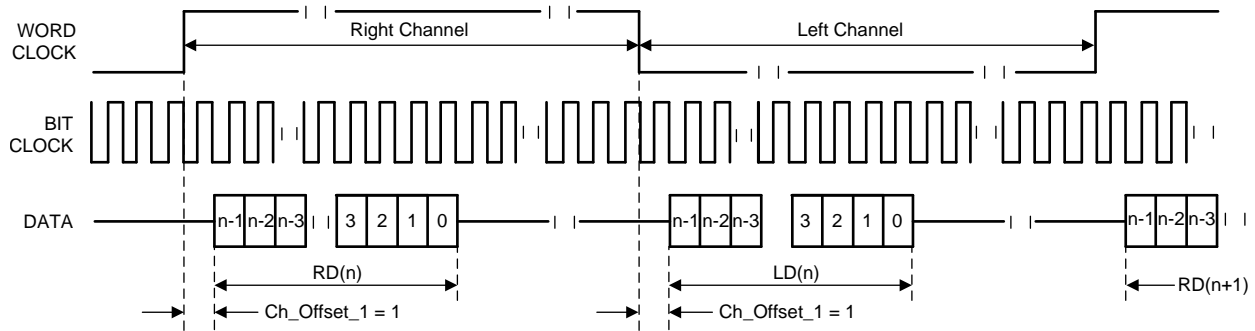 WORD
CLOCK
Right Channel
Left Channel
BIT
CLOCK
DATA
n-1 n-2 n-3 3 2 1 0 n-1 n-2 n-3 3 2 1 0 n-1 n-2 n-3
RD(n)
LD(n)
RD(n+1)
Ch_Offset_1 = 1
Ch_Offset_1 = 1